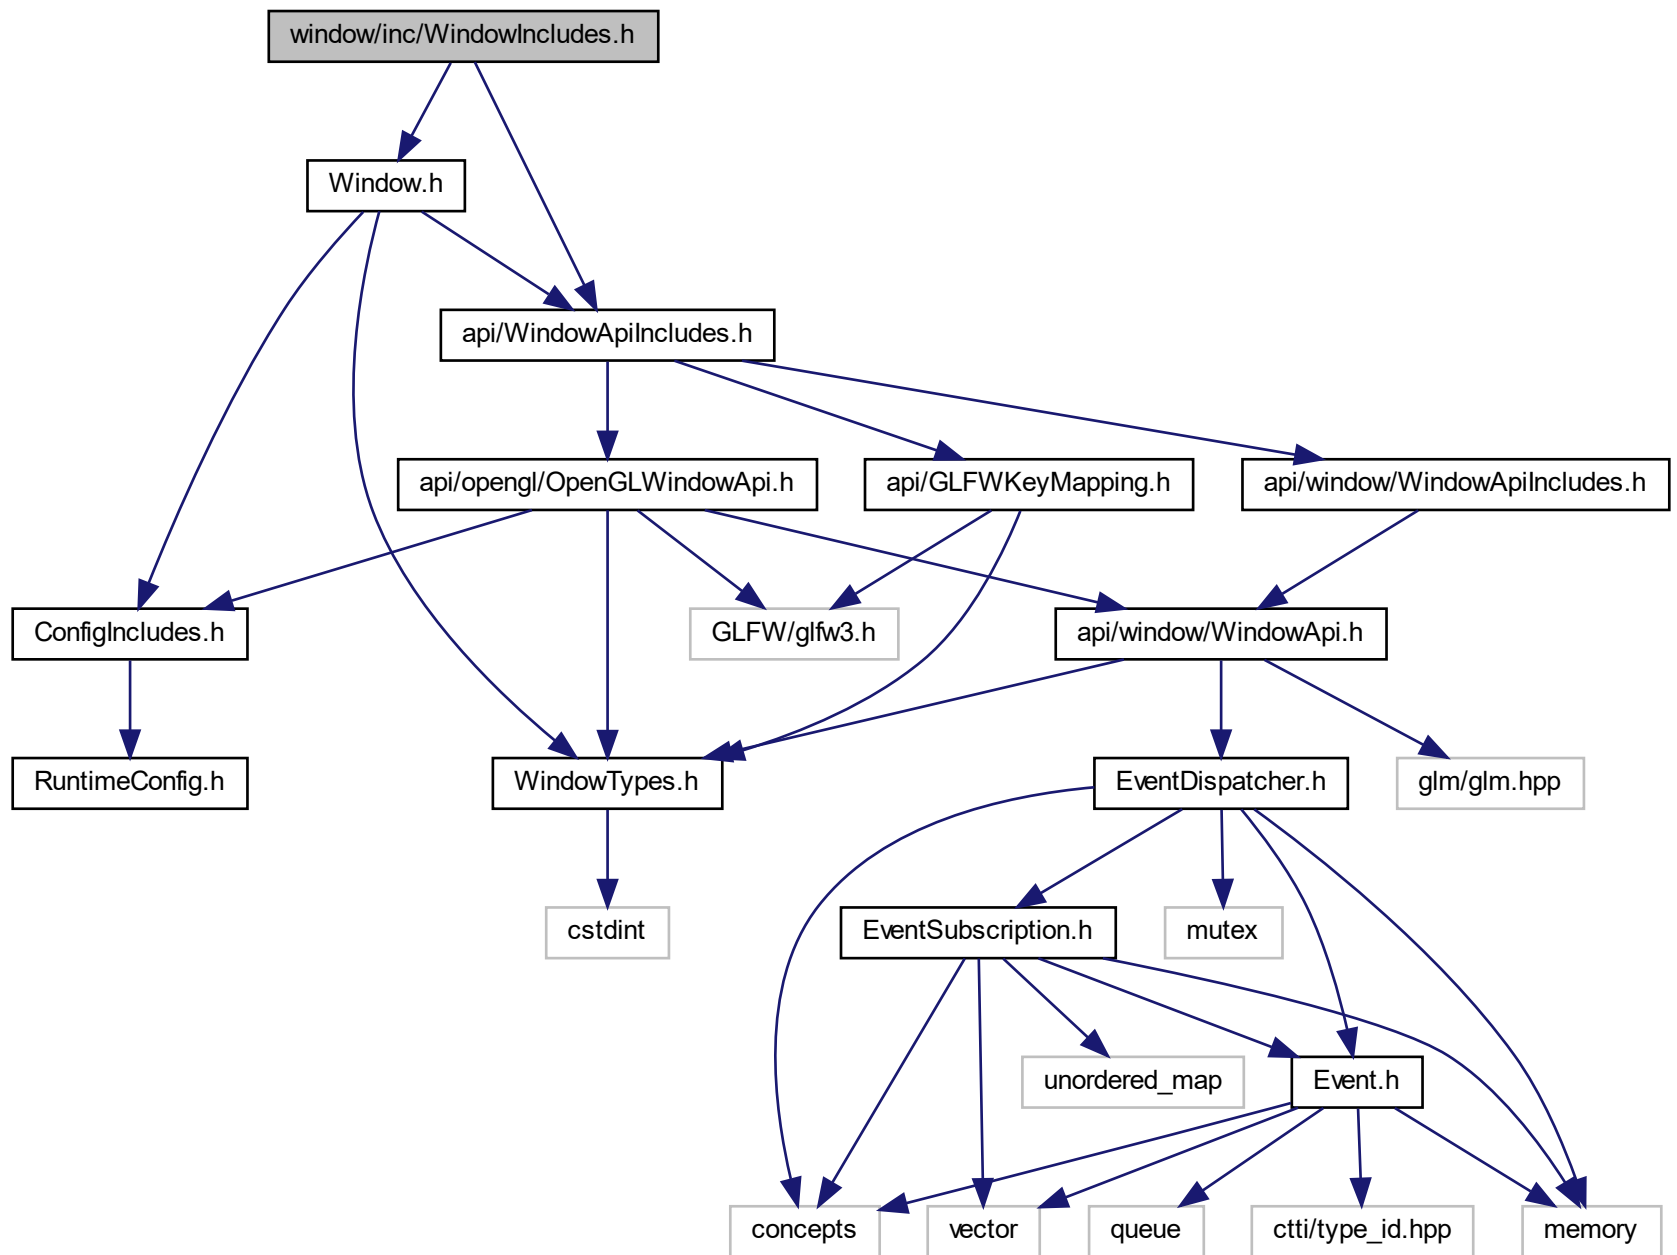 window/inc/WindowIncludes.h
Window.h
api/WindowApiIncludes.h
api/opengl/OpenGLWindowApi.h
api/GLFWKeyMapping.h
api/window/WindowApiIncludes.h
ConfigIncludes.h
GLFW/glfw3.h
api/window/WindowApi.h
RuntimeConfig.h
WindowTypes.h
EventDispatcher.h
glm/glm.hpp
cstdint
EventSubscription.h
mutex
unordered_map
Event.h
concepts
vector
queue
ctti/type_id.hpp
memory